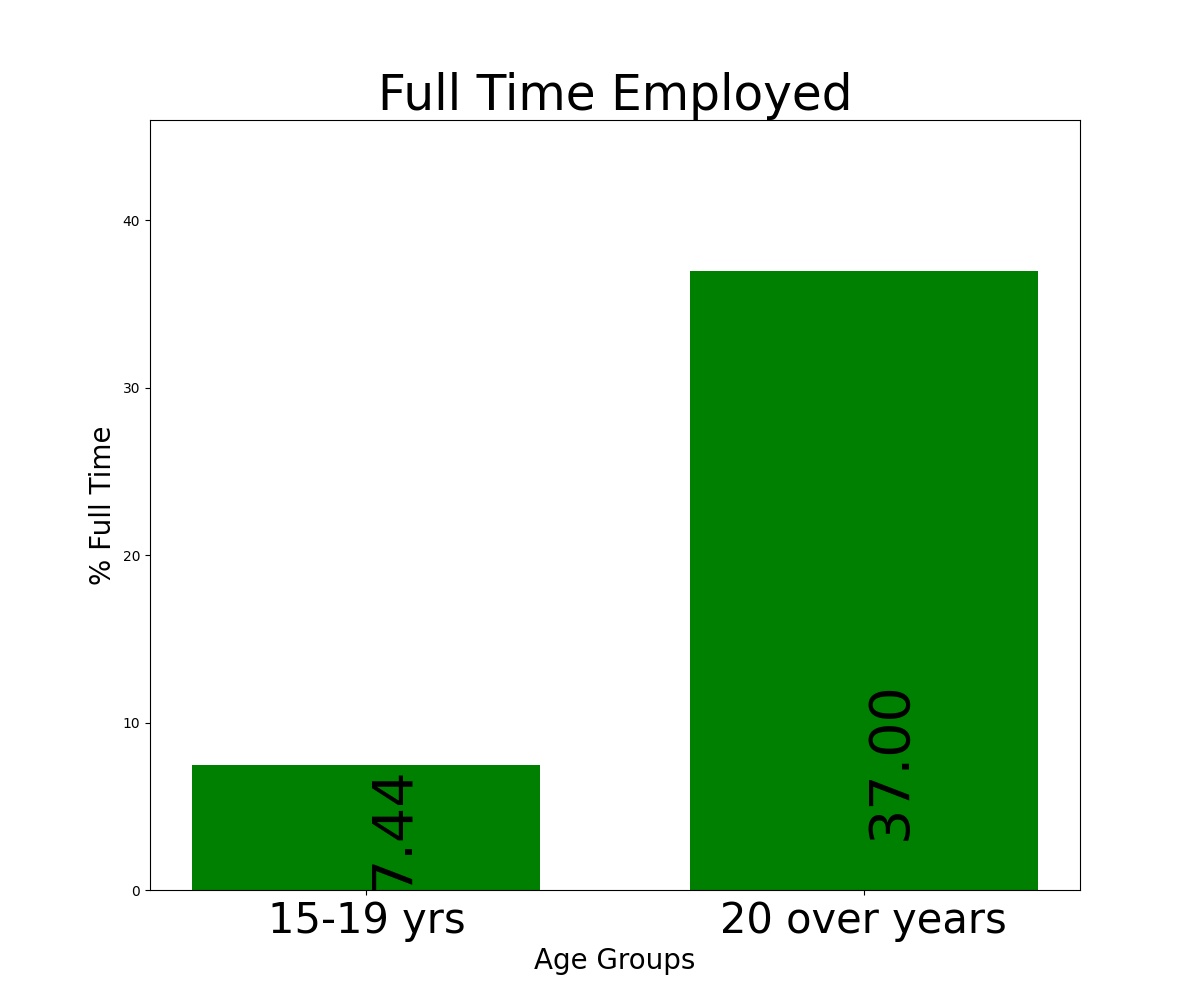 Full Time Employed
% Full Time
40
30
20
10
0
7.44
37.00
15-19 yrs
20 over years
Age Groups